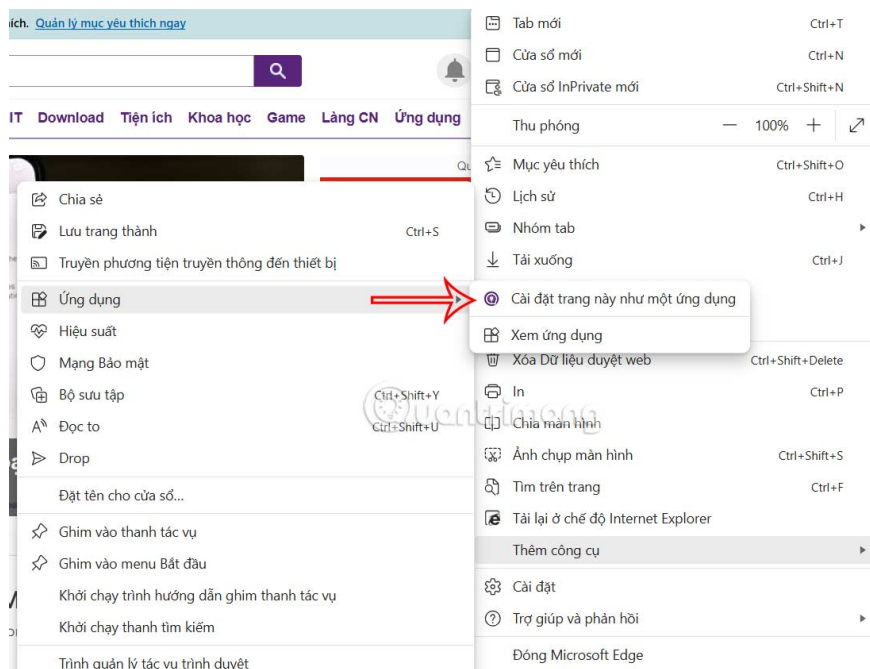 ích. Quản lý mục yêu thích ngay
IT Download Tiện ích Khoa học Game Làng CN Ứng dụng
Qu
Chia sẻ
Lưu trang thành Ctrl+S
Truyền phương tiện truyền thông đến thiết bị
Ứng dụng
Hiệu suất
Mạng Bảo mật
Bộ sưu tập Ctrl+Shift+Y
Đọc to Ctrl+Shift+U
Drop
Đặt tên cho cửa sổ...
Ghim vào thanh tác vụ
Ghim vào menu Bắt đầu
Khởi chạy trình hướng dẫn ghim thanh tác vụ
Khởi chạy thanh tìm kiếm
Trình quản lý tác vụ trình duyệt
Tab mới Ctrl+T
Cửa sổ mới Ctrl+N
Cửa sổ InPrivate mới Ctrl+Shift+N
Thu phóng — 100% +
Mục yêu thích Ctrl+Shift+O
Lịch sử Ctrl+H
Nhóm tab
Tải xuống Ctrl+J
Cài đặt trang này như một ứng dụng
Xem ứng dụng
Xóa Dữ liệu duyệt web Ctrl+Shift+Delete
In Ctrl+P
Chia màn hình
Ảnh chụp màn hình Ctrl+Shift+S
Tìm trên trang Ctrl+F
Tải lại ở chế độ Internet Explorer
Thêm công cụ
Cài đặt
Trợ giúp và phản hồi
Đóng Microsoft Edge
Quantrimang